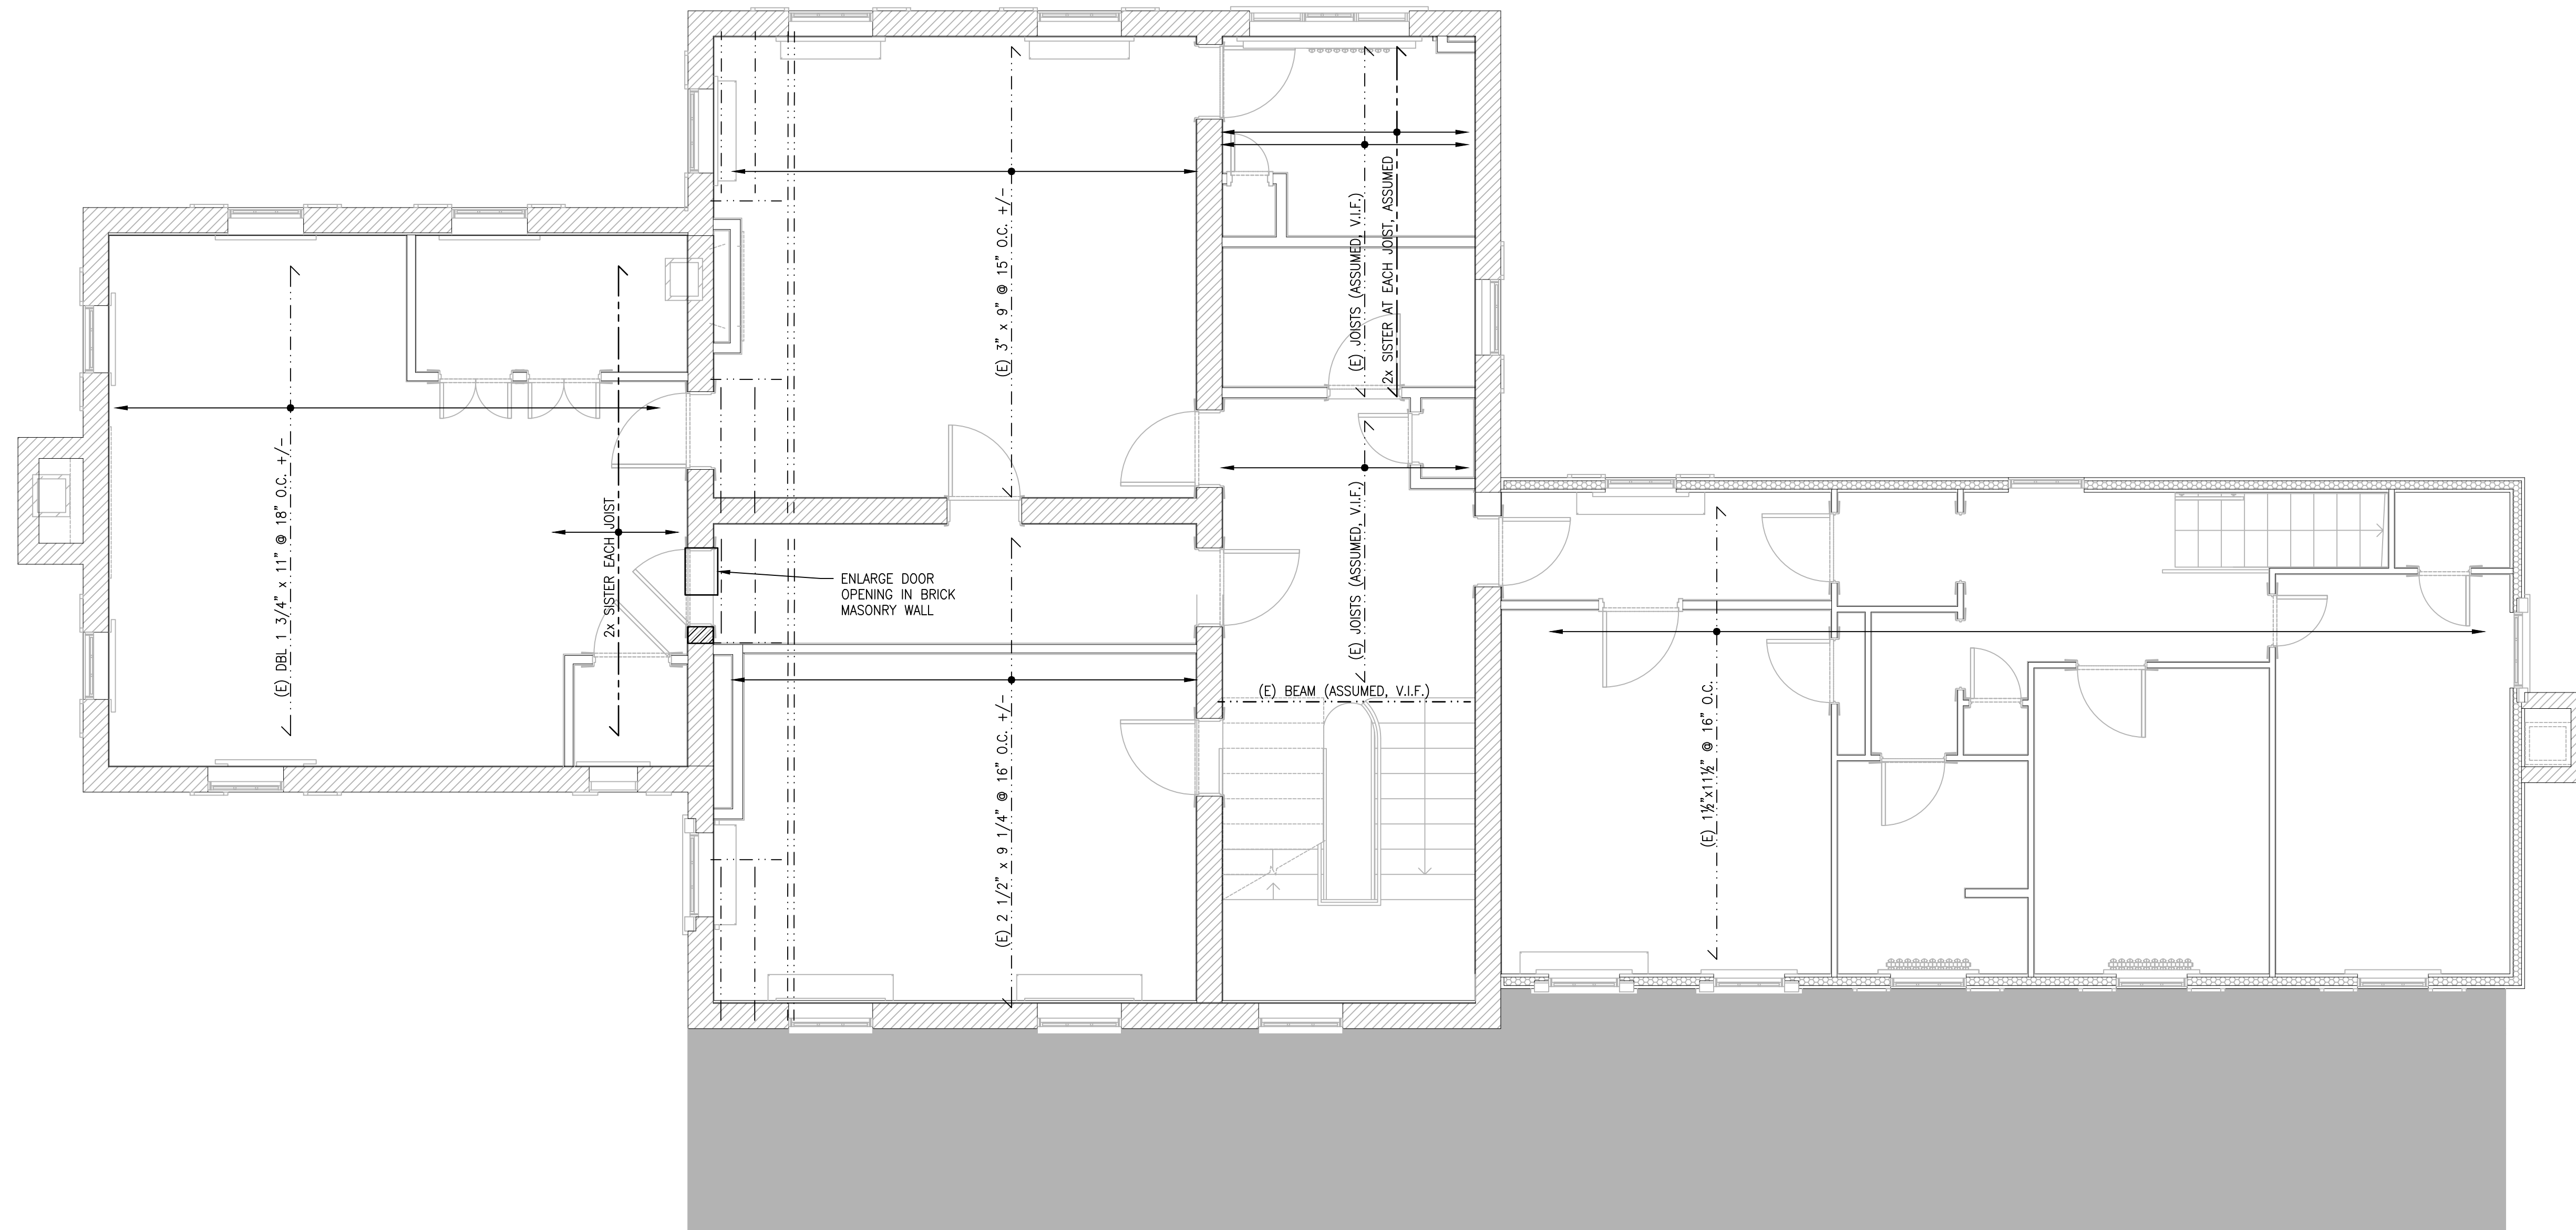 (E) DBL 1 3/4" x 11" @ 18" O.C. +/-
2x SISTER EACH JOIST
(E) 3" x 9" @ 15" O.C. +/-
ENLARGE DOOR
OPENING IN BRICK
MASONRY WALL
(E) 2 1/2" x 9 1/4" @ 16" O.C. +/-
(E) JOISTS (ASSUMED, V.I.F.)
2x SISTER AT EACH JOIST, ASSUMED
(E) JOISTS (ASSUMED, V.I.F.)
(E) BEAM (ASSUMED, V.I.F.)
(E) 1½"x11½" @ 16" O.C.